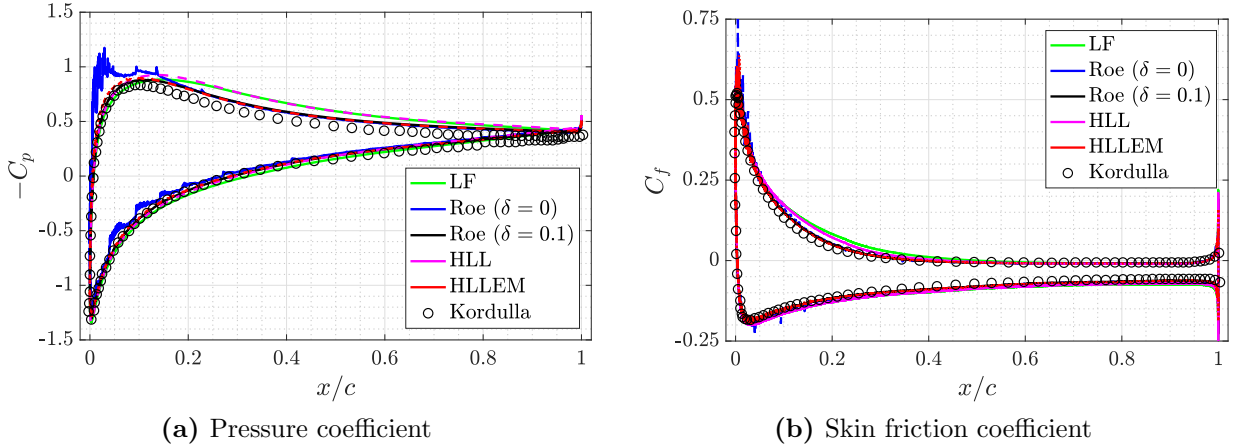 1.5
1
0.5
0
-0.5
-1
-1.5
−C_p
0
0.2
0.4
0.6
0.8
1
x/c
LF
Roe (δ = 0)
Roe (δ = 0.1)
HLL
HLLEM
Kordulla
(a) Pressure coefficient
0.75
0.5
0.25
0
-0.25
C_f
0
0.2
0.4
0.6
0.8
1
x/c
LF
Roe (δ = 0)
Roe (δ = 0.1)
HLL
HLLEM
Kordulla
(b) Skin friction coefficient